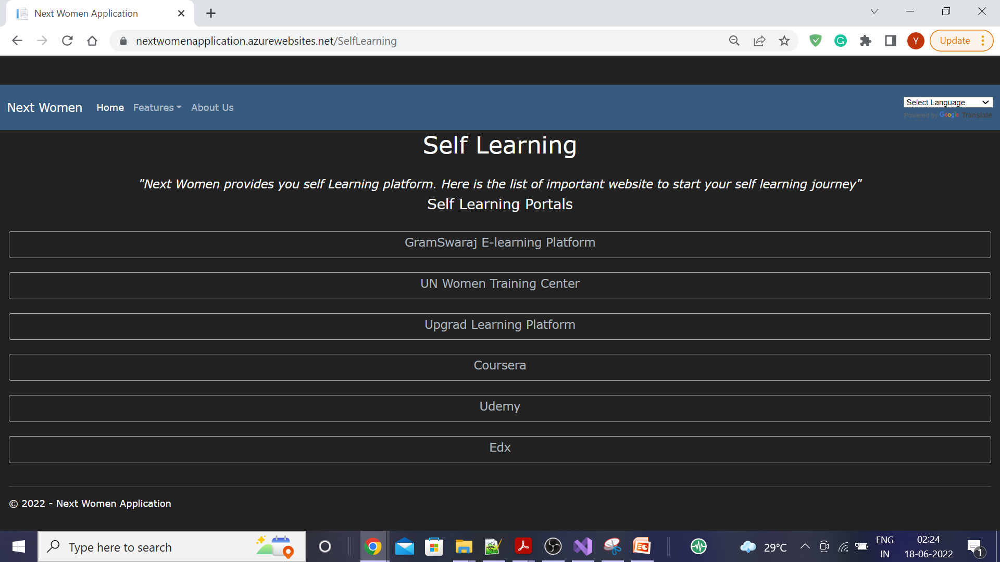 Next Women Application
nextwomenapplication.azurewebsites.net/SelfLearning
Y
Update
Next Women Home Features About Us
Select Language
Powered by Google Translate
Self Learning
"Next Women provides you self Learning platform. Here is the list of important website to start your self learning journey"
Self Learning Portals
GramSwaraj E-learning Platform
UN Women Training Center
Upgrad Learning Platform
Coursera
Udemy
Edx
© 2022 - Next Women Application
Type here to search
29°C
ENG
IN
02:24
18-06-2022
1